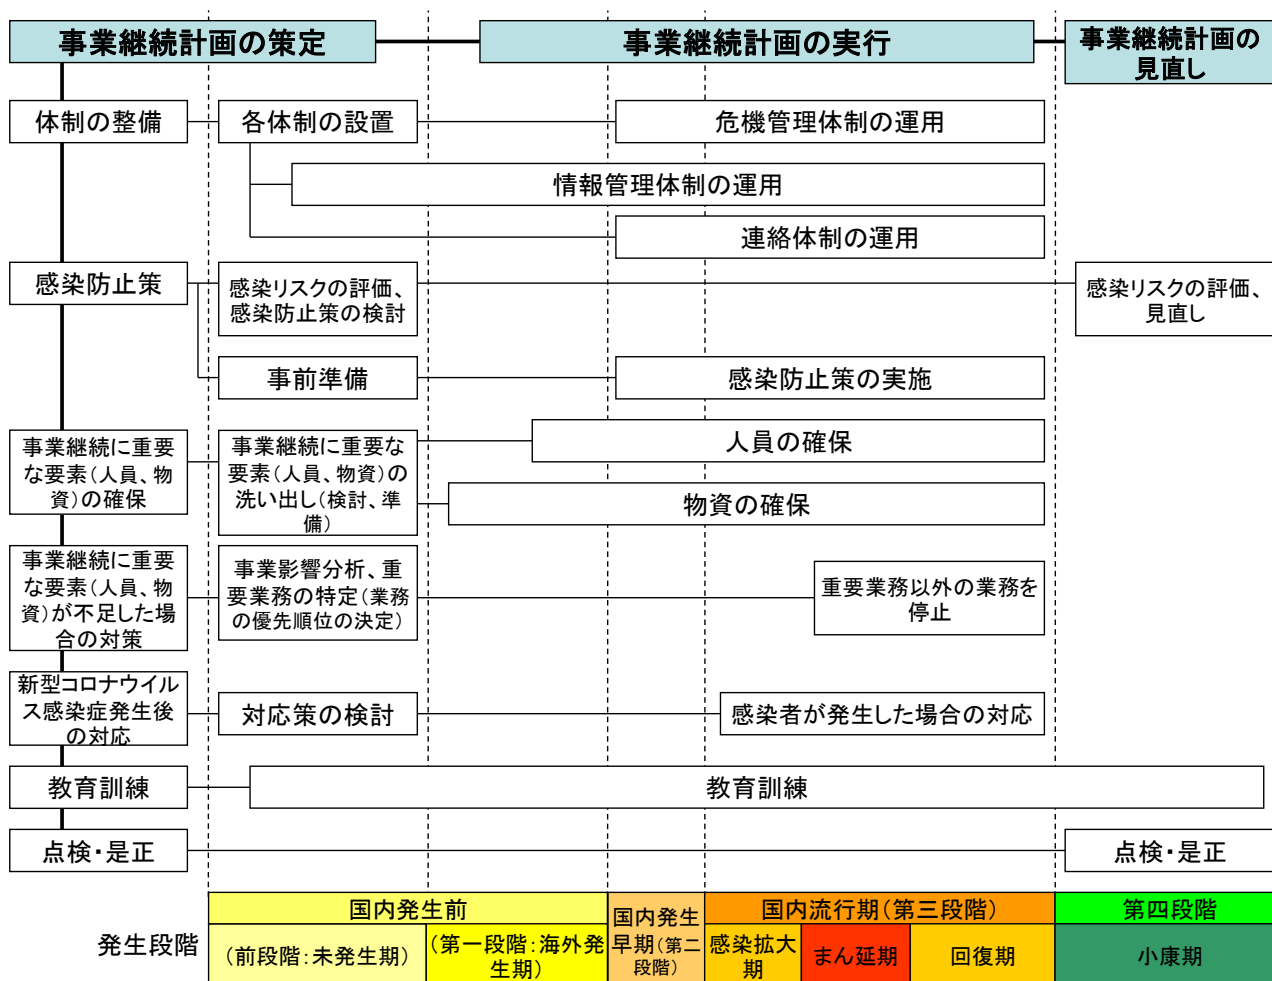 事業継続計画の策定
事業継続計画の実行
事業継続計画の
見直し
体制の整備
各体制の設置
危機管理体制の運用
情報管理体制の運用
連絡体制の運用
感染防止策
感染リスクの評価、
感染防止策の検討
感染リスクの評価、
見直し
事前準備
感染防止策の実施
事業継続に重要
な要素(人員、物
資)の確保
事業継続に重要な
要素(人員、物資)の
洗い出し(検討、準
備)
人員の確保
物資の確保
事業継続に重要
な要素(人員、物
資)が不足した場
合の対策
事業影響分析、重
要業務の特定(業務
の優先順位の決定)
重要業務以外の業務を
停止
新型コロナウイル
ス感染症発生後
の対応
対応策の検討
感染者が発生した場合の対応
教育訓練
教育訓練
点検・是正
点検・是正
発生段階
国内発生前
(前段階:未発生期)
(第一段階:海外発
生期)
国内発生
早期(第二
段階)
国内流行期(第三段階)
感染拡大
期
まん延期
回復期
第四段階
小康期